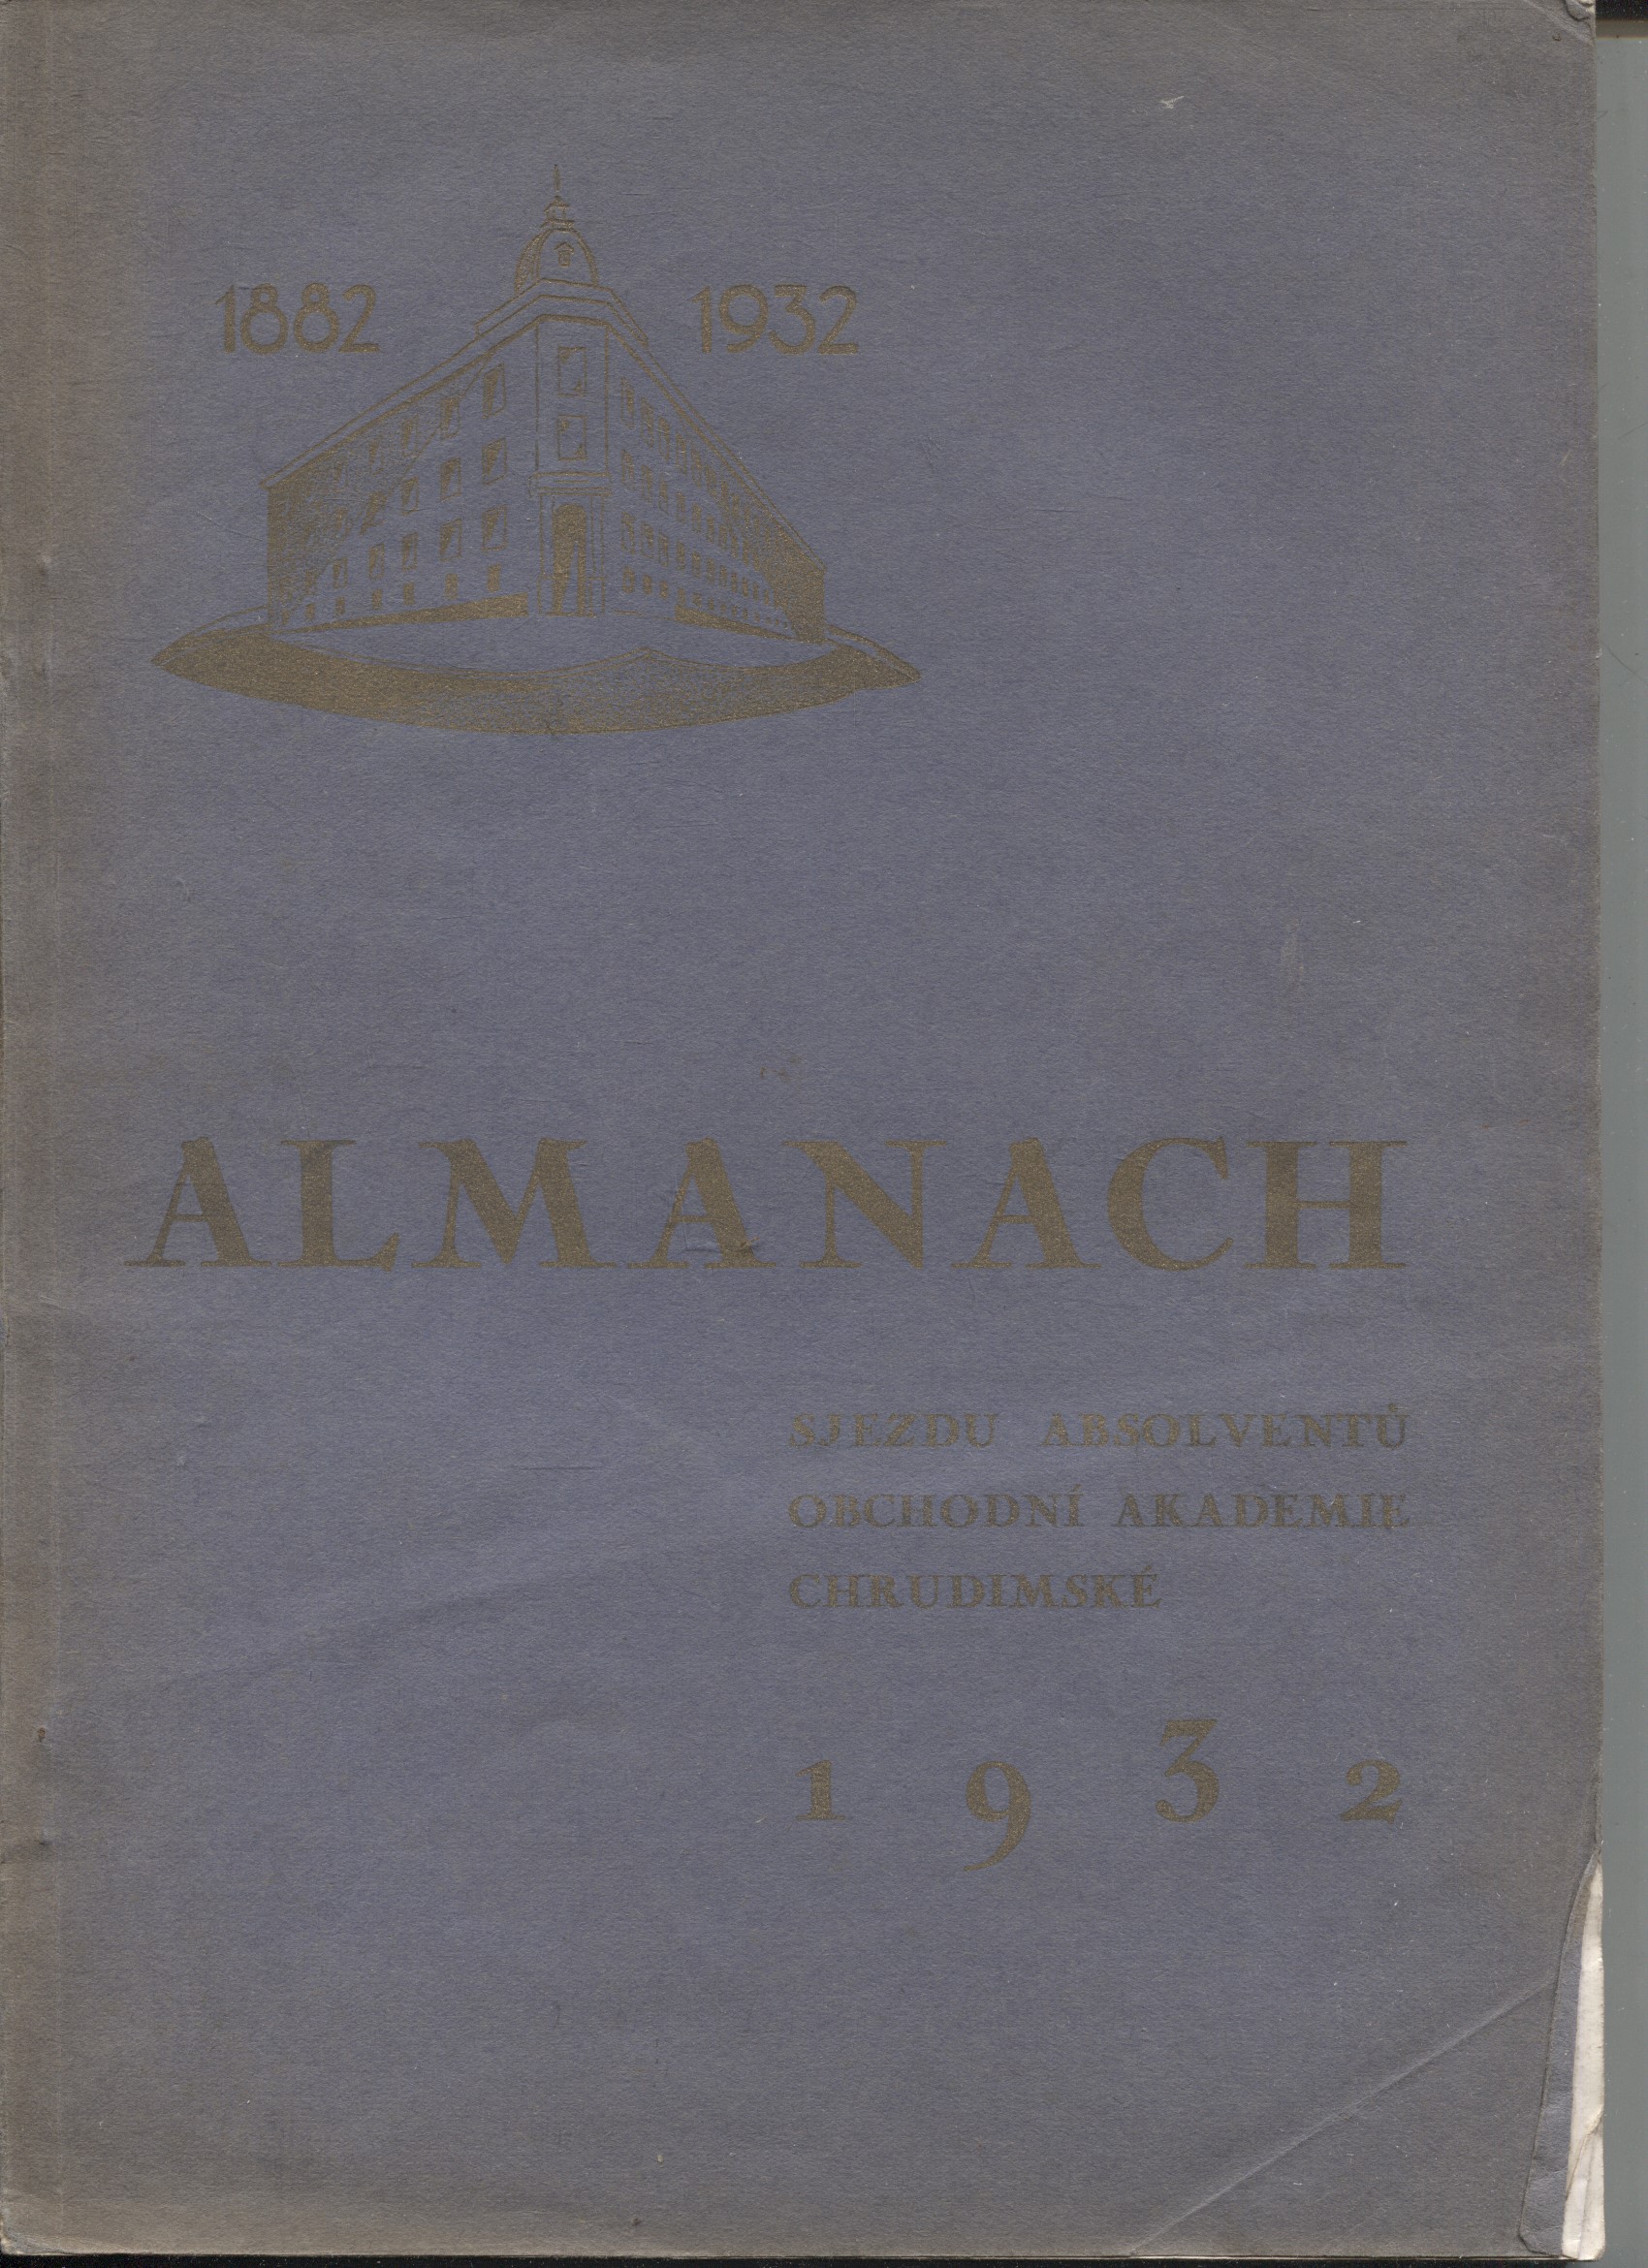 1882 1932
ALMANACH
SJEZDU ABSOLVENTŮ
OBCHODNÍ AKADEMIE
CHRUDIMSKÉ
1932